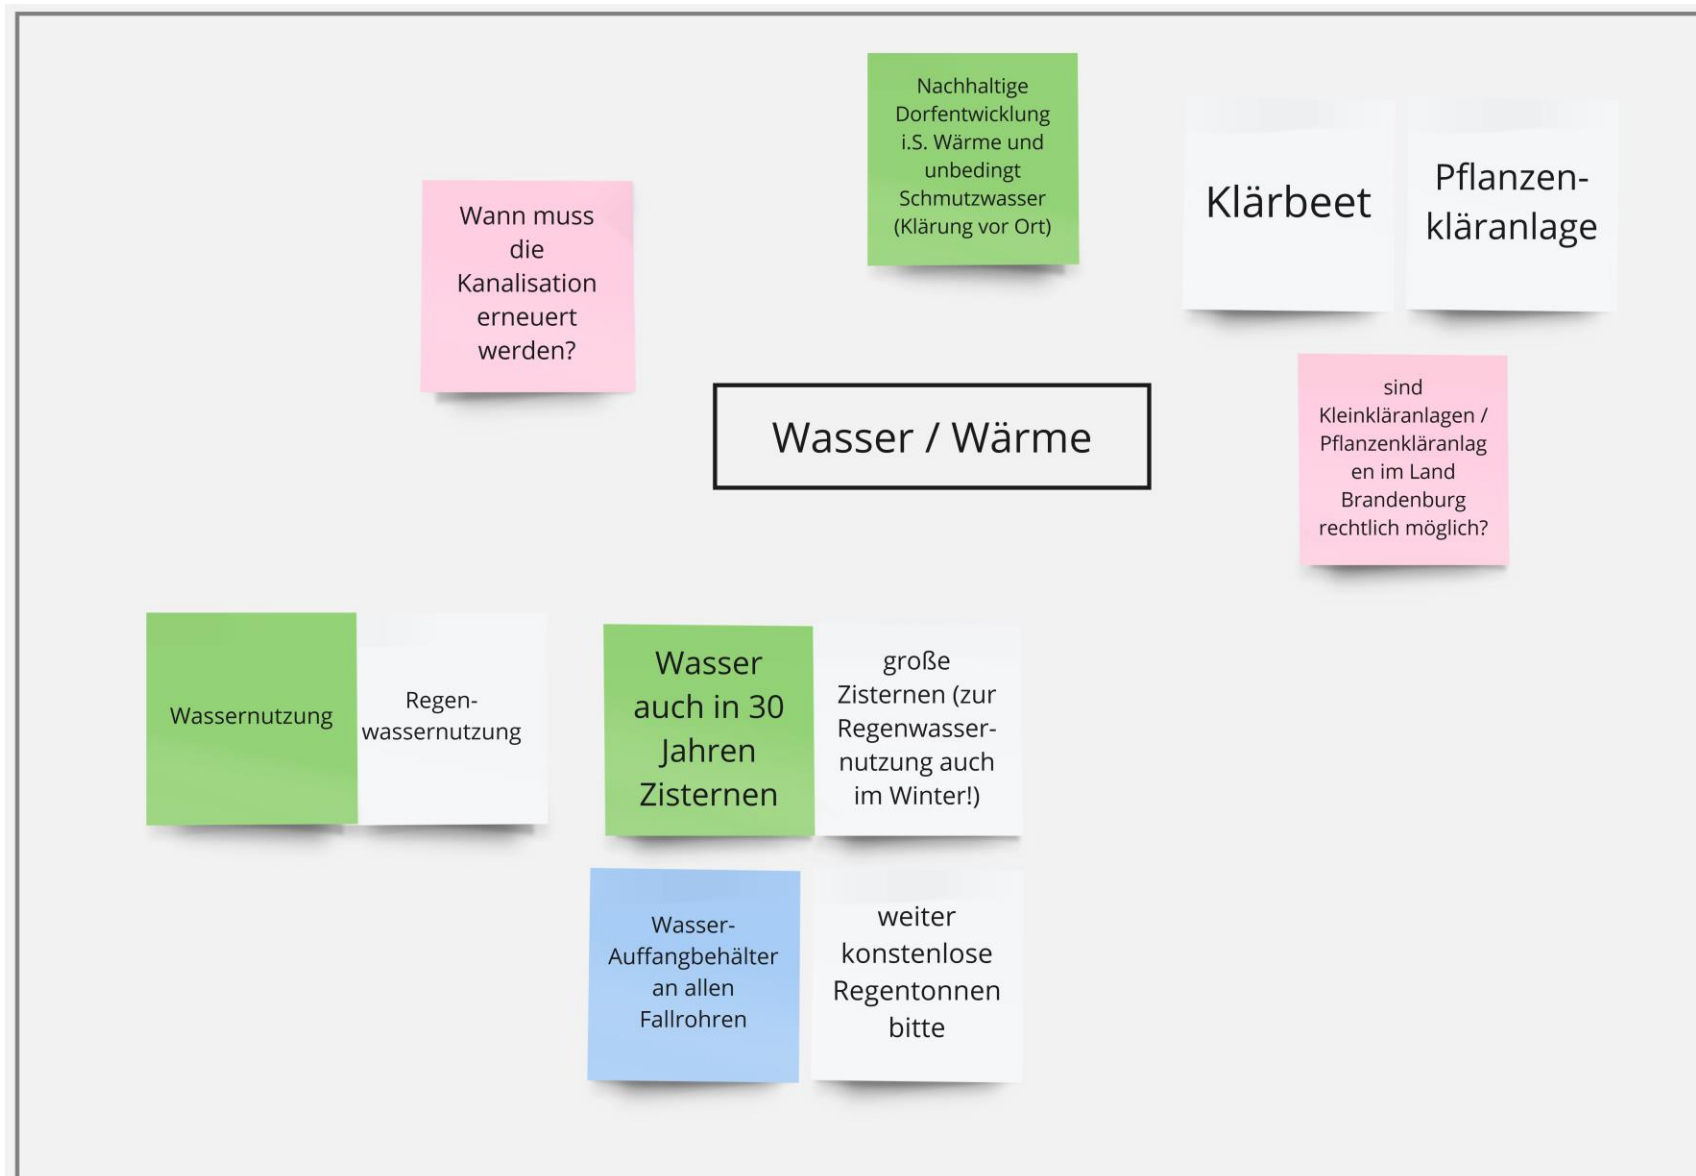 Nachhaltige
Dorfentwicklung
i.S. Wärme und
unbedingt
Schmutzwasser
(Klärung vor Ort)
Klärbeet
Pflanzen-
kläranlage
Wann muss
die
Kanalisation
erneuert
werden?
Wasser / Wärme
sind
Kleinkläranlagen /
Pflanzenkläranlag
en im Land
Brandenburg
rechtlich möglich?
Wassernutzung
Regen-
wassernutzung
Wasser
auch in 30
Jahren
Zisternen
große
Zisternen (zur
Regenwasser-
nutzung auch
im Winter!)
Wasser-
Auffangbehälter
an allen
Fallrohren
weiter
konstenlose
Regentonnen
bitte